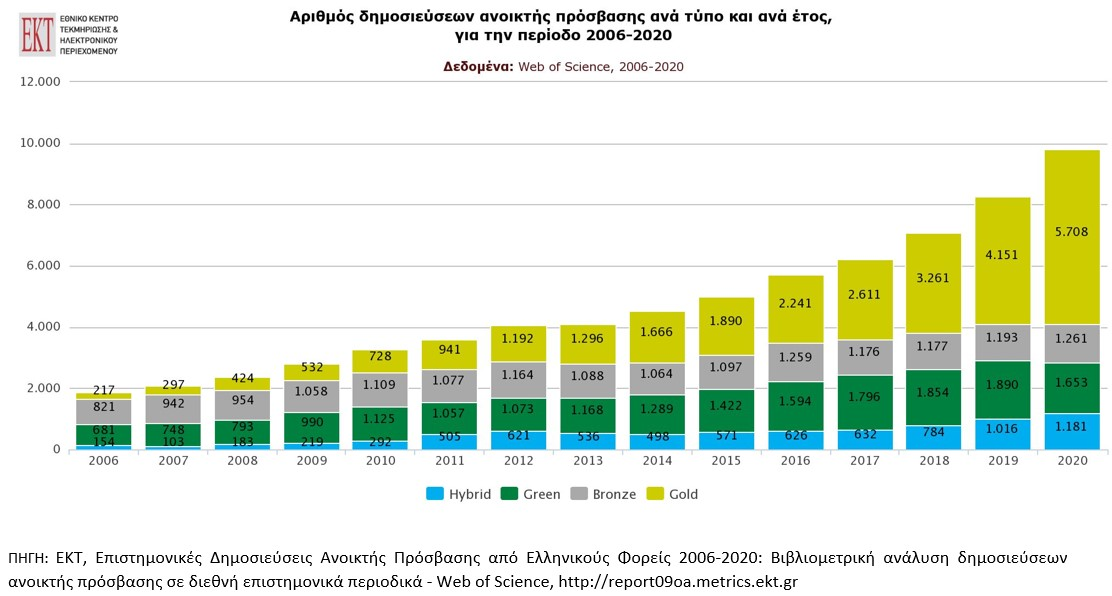 ΕΚΤ
ΕΘΝΙΚΟ ΚΕΝΤΡΟ
ΤΕΚΜΗΡΙΩΣΗΣ &
ΗΛΕΚΤΡΟΝΙΚΟΥ
ΠΕΡΙΕΧΟΜΕΝΟΥ
Αριθμός δημοσιεύσεων ανοικτής πρόσβασης ανά τύπο και ανά έτος,
για την περίοδο 2006-2020
Δεδομένα: Web of Science, 2006-2020
12.000
10.000
8.000
6.000
4.000
2.000
0
217 297 424 532 728 941 1.192 1.296 1.666 1.890 2.241 2.611 3.261 4.151 5.708
821 942 954 1.058 1.109 1.077 1.164 1.088 1.064 1.097 1.259 1.176 1.177 1.193 1.261
681 748 793 990 1.125 1.057 1.073 1.168 1.289 1.422 1.594 1.796 1.854 1.890 1.653
154 103 183 219 292 505 621 536 498 571 626 632 784 1.016 1.181
2006 2007 2008 2009 2010 2011 2012 2013 2014 2015 2016 2017 2018 2019 2020
Hybrid Green Bronze Gold
ΠΗΓΗ: ΕΚΤ, Επιστημονικές Δημοσιεύσεις Ανοικτής Πρόσβασης από Ελληνικούς Φορείς 2006-2020: Βιβλιομετρική ανάλυση δημοσιεύσεων
ανοικτής πρόσβασης σε διεθνή επιστημονικά περιοδικά - Web of Science, http://report09oa.metrics.ekt.gr